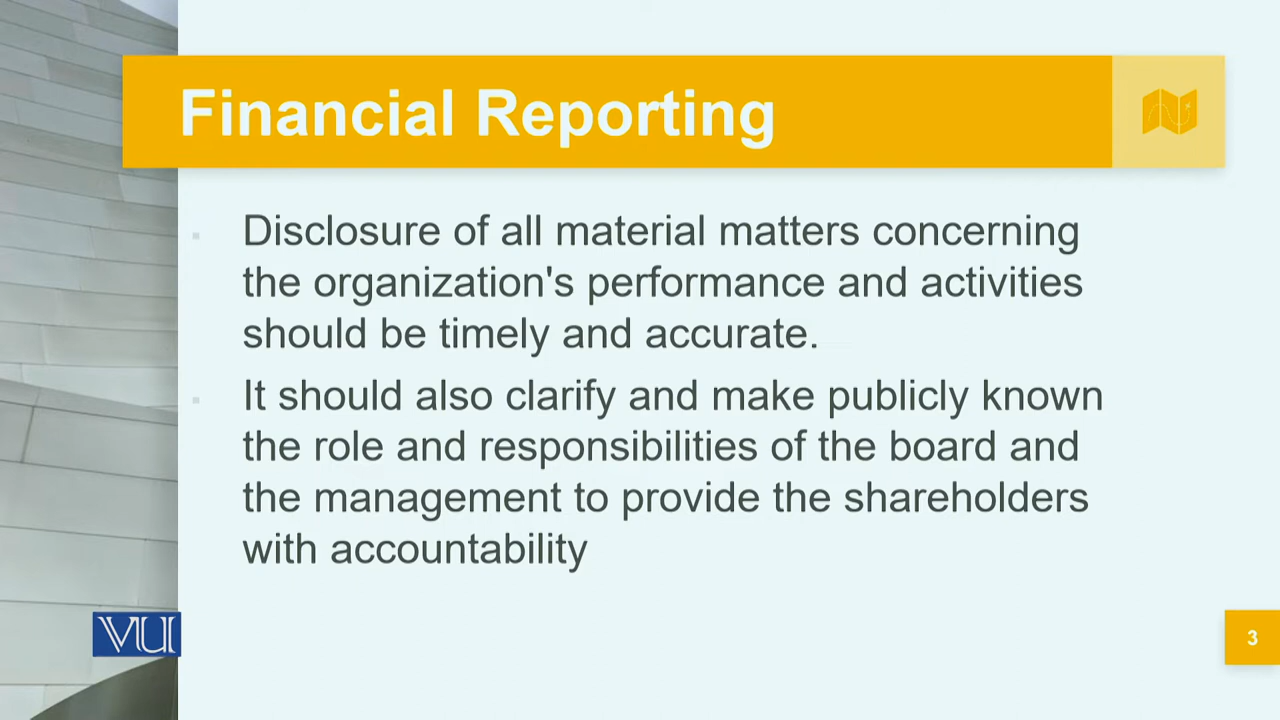 Financial Reporting
Disclosure of all material matters concerning
the organization's performance and activities
should be timely and accurate.
It should also clarify and make publicly known
the role and responsibilities of the board and
the management to provide the shareholders
with accountability
VU
3